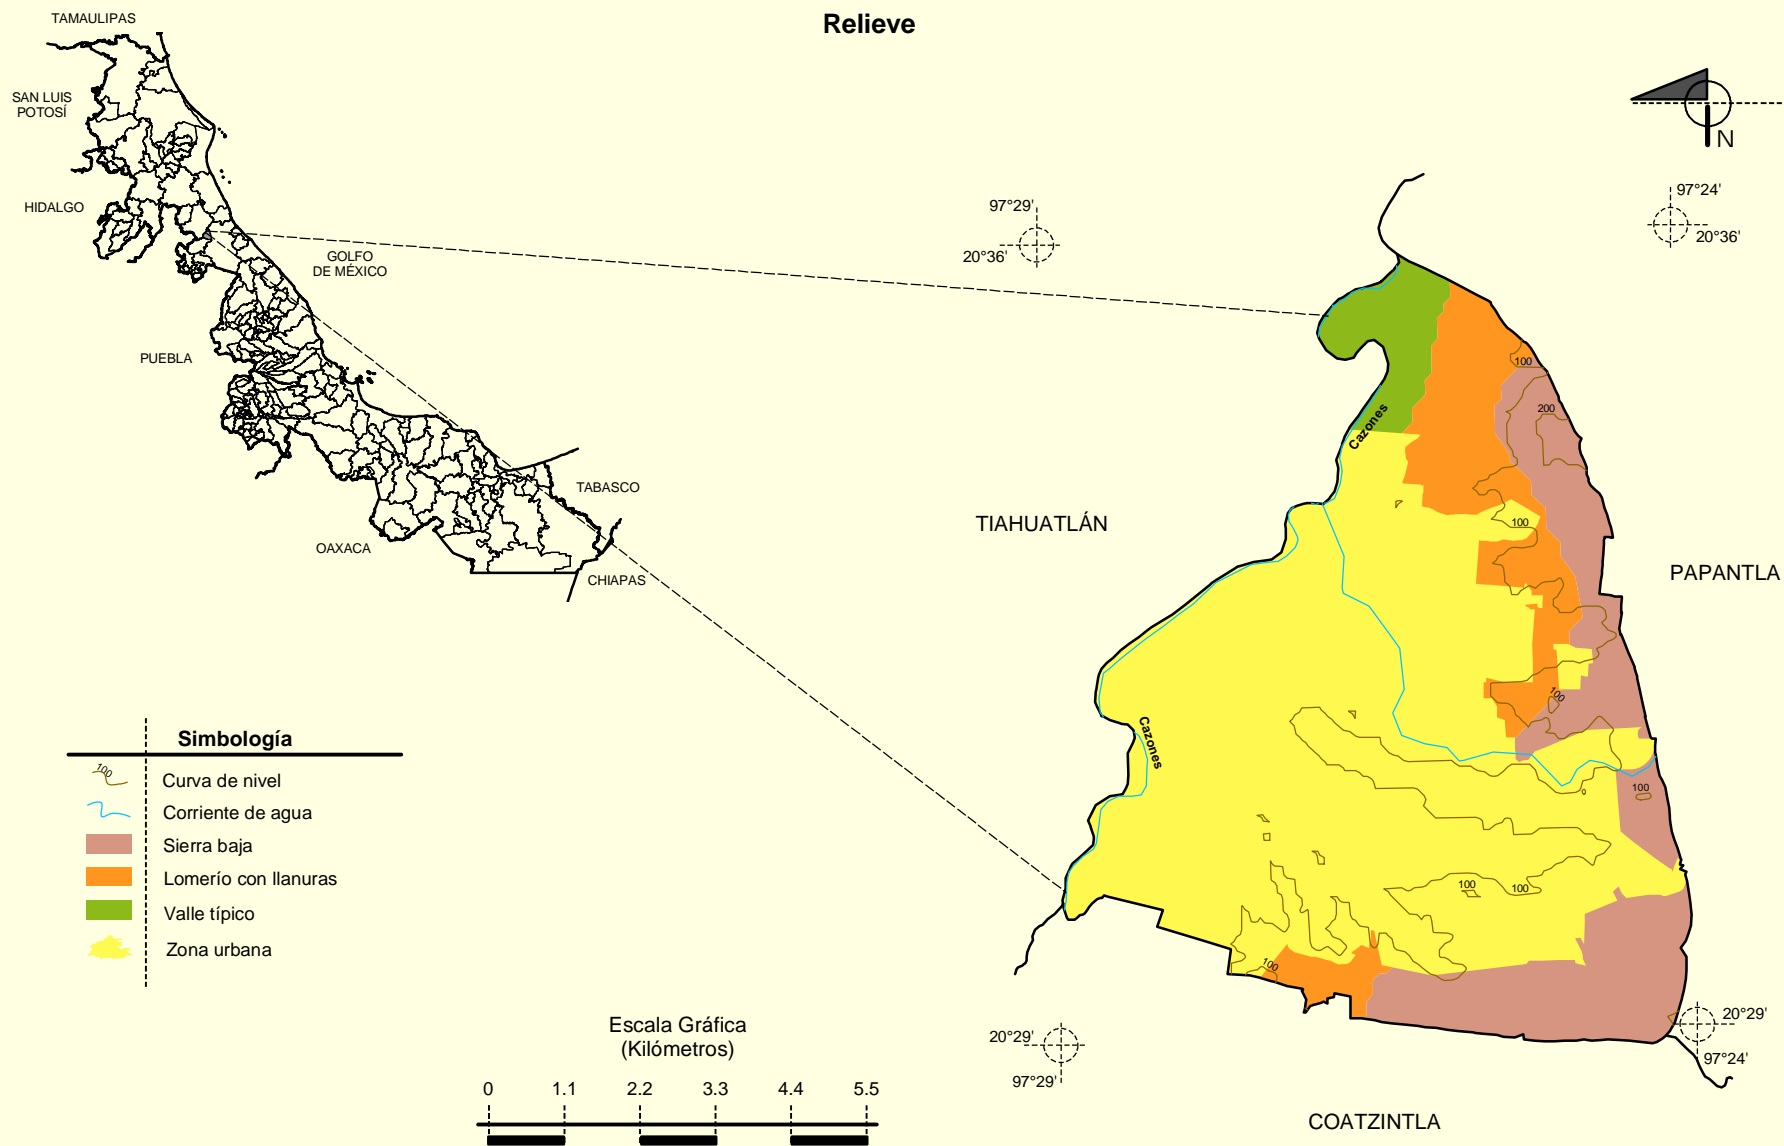 Relieve
TAMAULIPAS
SAN LUIS
POTOSÍ
HIDALGO
GOLFO
DE MÉXICO
PUEBLA
TABASCO
OAXACA
CHIAPAS
N
97°29'
20°36'
97°24'
20°36'
100
200
Cazones
TIAHUATLÁN
100
PAPANTLA
100
Cazones
100
100
100
100
Simbología
100
Curva de nivel
Corriente de agua
Sierra baja
Lomerío con llanuras
Valle típico
Zona urbana
Escala Gráfica
(Kilómetros)
0 1.1 2.2 3.3 4.4 5.5
20°29'
97°29'
20°29'
97°24'
COATZINTLA